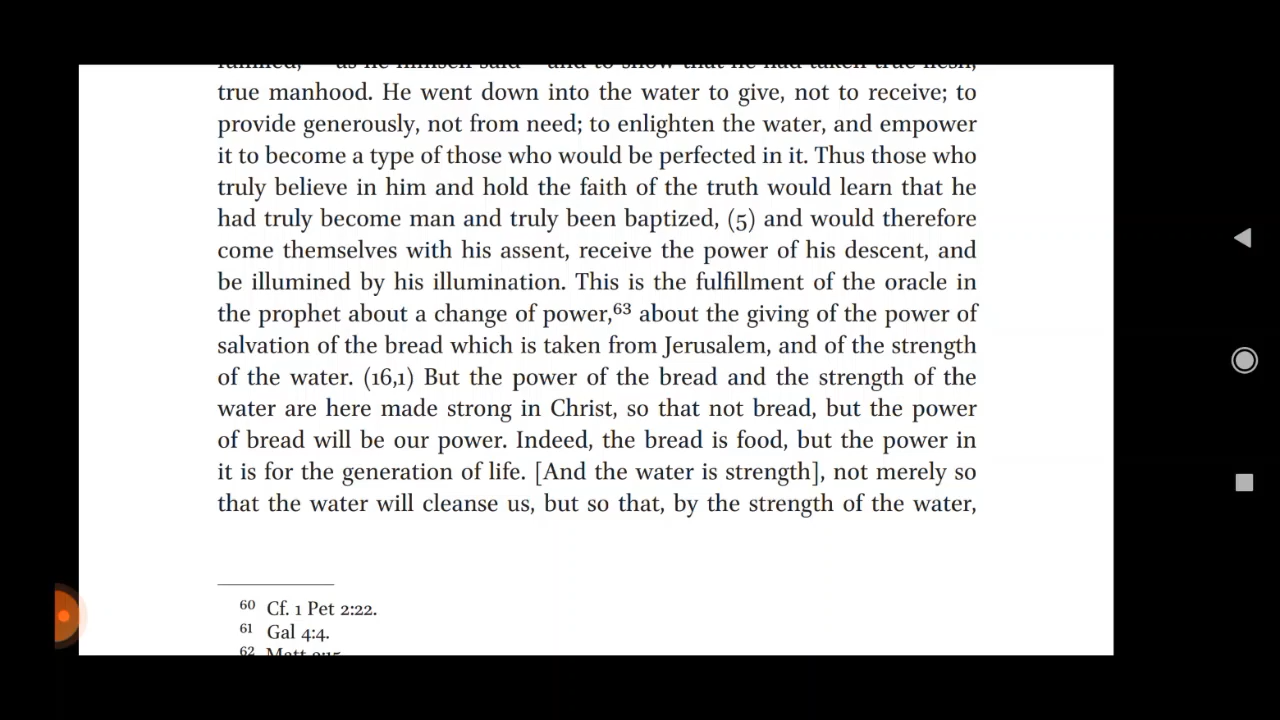 true manhood. He went down into the water to give, not to receive; to
provide generously, not from need; to enlighten the water, and empower
it to become a type of those who would be perfected in it. Thus those who
truly believe in him and hold the faith of the truth would learn that he
had truly become man and truly been baptized, (5) and would therefore
come themselves with his assent, receive the power of his descent, and
be illumined by his illumination. This is the fulfillment of the oracle in
the prophet about a change of power,⁶³ about the giving of the power of
salvation of the bread which is taken from Jerusalem, and of the strength
of the water. (16,1) But the power of the bread and the strength of the
water are here made strong in Christ, so that not bread, but the power
of bread will be our power. Indeed, the bread is food, but the power in
it is for the generation of life. [And the water is strength], not merely so
that the water will cleanse us, but so that, by the strength of the water,
60 Cf. 1 Pet 2:22.
61 Gal 4:4.
62 Matt